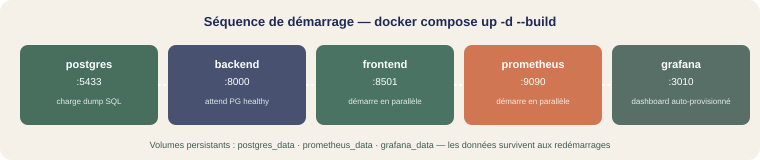 Séquence de démarrage — docker compose up -d --build
postgres
:5433
charge dump SQL
backend
:8000
attend PG healthy
frontend
:8501
démarre en parallèle
prometheus
:9090
démarre en parallèle
grafana
:3010
dashboard auto-provisionné
Volumes persistants : postgres_data · prometheus_data · grafana_data — les données survivent aux redémarrages